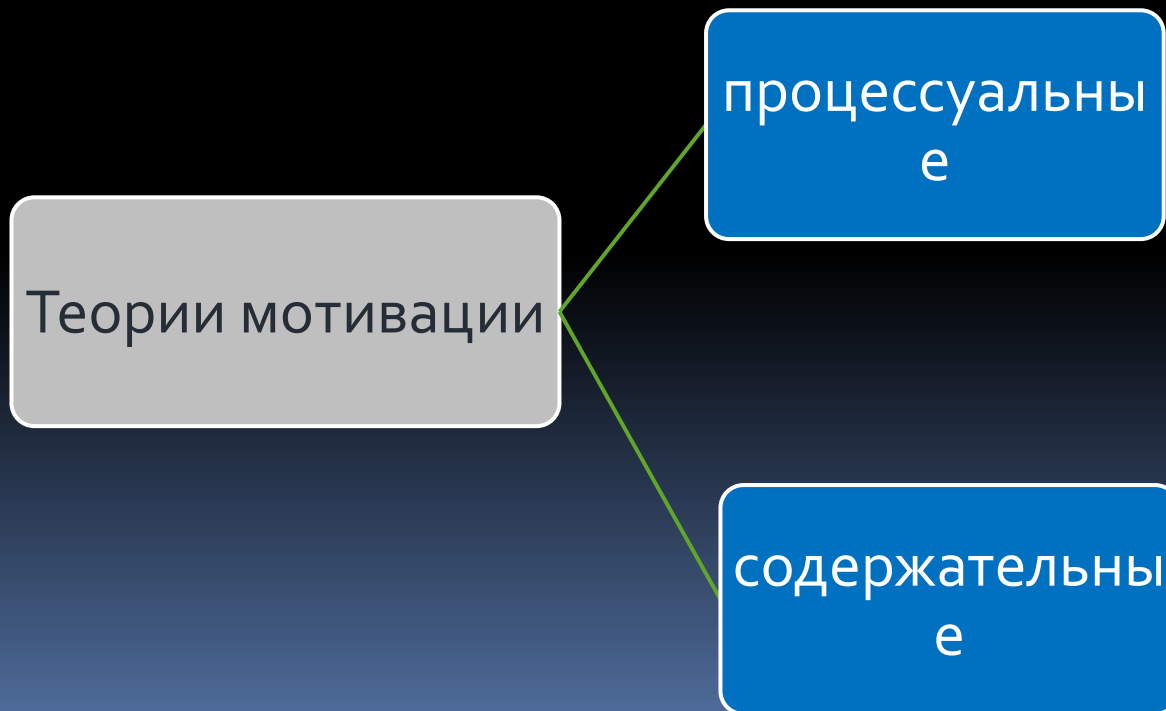 процессуальны
е
Теории мотивации
содержательны
е